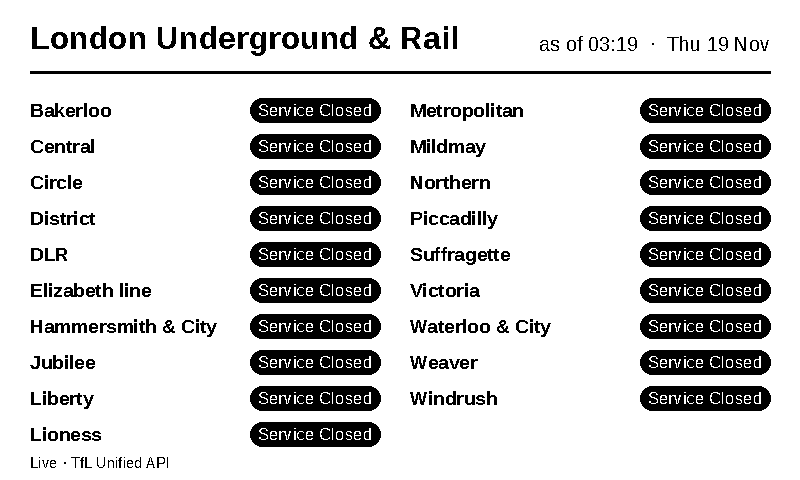 London Underground & Rail
as of 03:19 · Thu 19 Nov
Bakerloo Service Closed
Central Service Closed
Circle Service Closed
District Service Closed
DLR Service Closed
Elizabeth line Service Closed
Hammersmith & City Service Closed
Jubilee Service Closed
Liberty Service Closed
Lioness Service Closed
Metropolitan Service Closed
Mildmay Service Closed
Northern Service Closed
Piccadilly Service Closed
Suffragette Service Closed
Victoria Service Closed
Waterloo & City Service Closed
Weaver Service Closed
Windrush Service Closed
Live · TfL Unified API